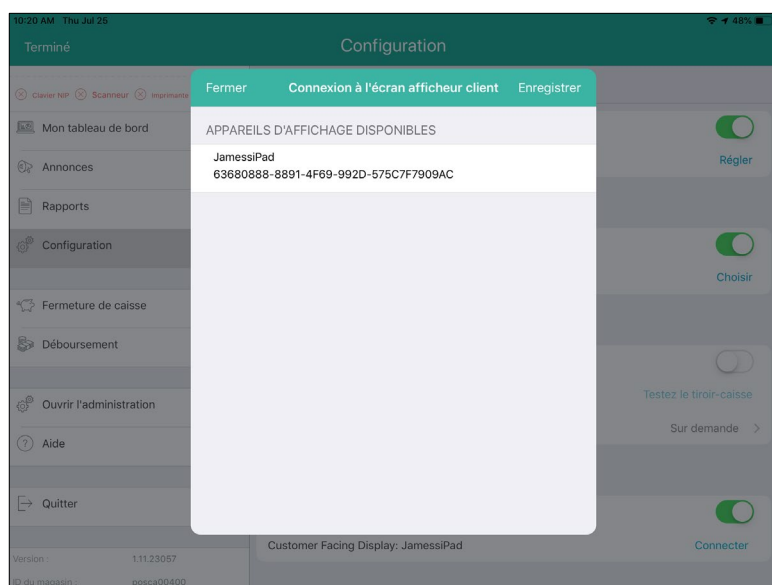 10:20 AM Thu Jul 25
48%
Terminé
Configuration
Clavier NIP Scanneur Imprimante
Mon tableau de bord
Annonces
Rapports
Configuration
Fermeture de caisse
Déboursement
Ouvrir l'administration
Aide
Quitter
Version : 1.11.23057
ID du magasin : posca00400
Fermer
Connexion à l'écran afficheur client
Enregistrer
APPAREILS D'AFFICHAGE DISPONIBLES
JamessiPad
63680888-8891-4F69-992D-575C7F7909AC
Régler
Choisir
Testez le tiroir-caisse
Sur demande
Customer Facing Display: JamessiPad
Connecter